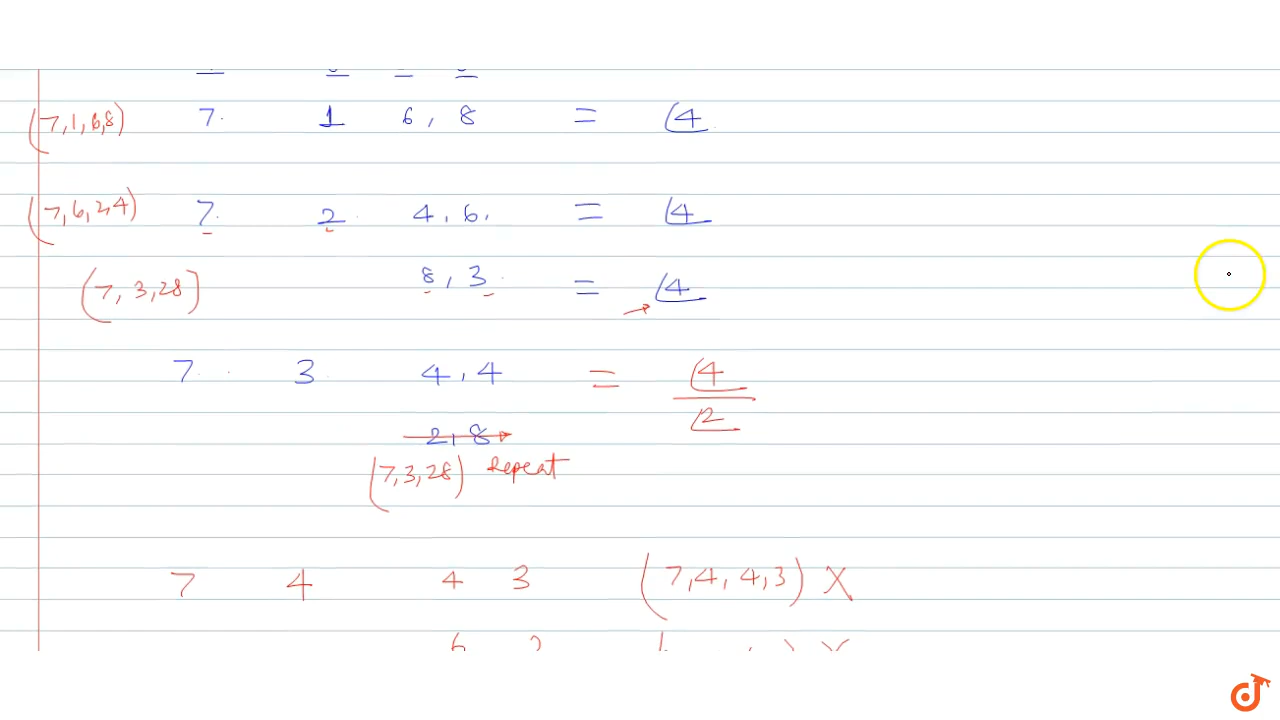 (7,1,6,8) 7. 1 6, 8 = ⌊4
(7,6,2,4) 7. 2. 4, 6, = ⌊4
(7, 3,28) 8, 3. = → ⌊4
7. 3 4, 4 = ⌊4 / ⌊2
2, 8
(7,3,28) Repeat
7 4 4 3 (7,4, 4,3) X